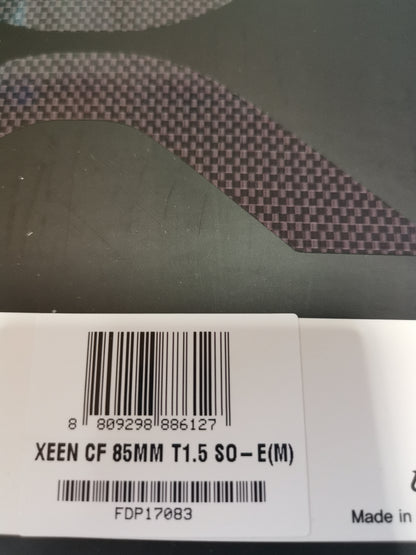 8 809298 886127
XEEN CF 85MM T1.5 SO-E(M)
FDP17083
Made in